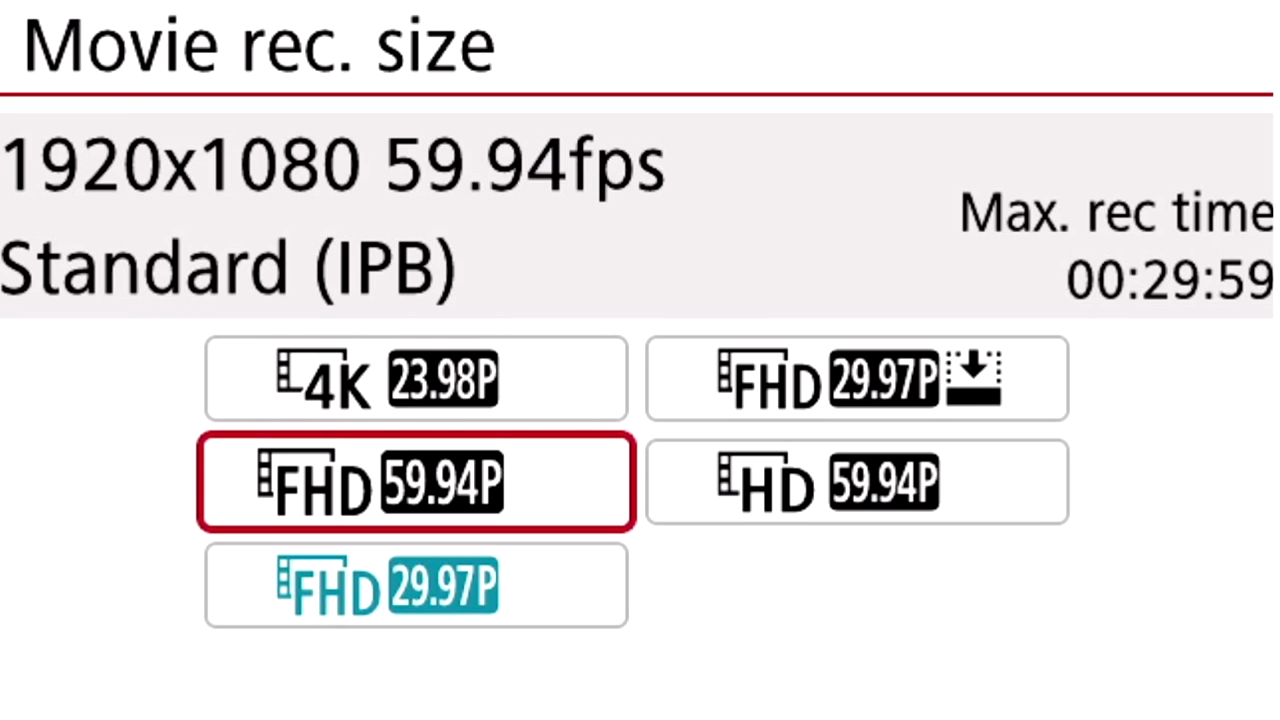 Movie rec. size
1920x1080 59.94fps
Max. rec time
Standard (IPB)
00:29:59
4K 23.98P
FHD 29.97P
FHD 59.94P
HD 59.94P
FHD 29.97P